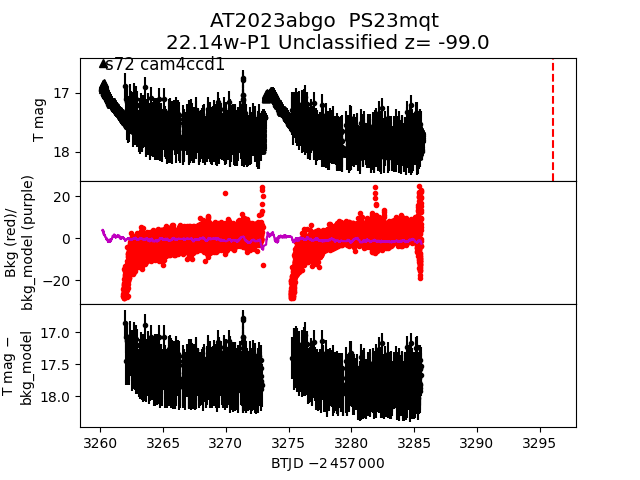 AT2023abgo  PS23mqt
22.14w-P1 Unclassified z= -99.0
s72 cam4ccd1
T mag
17
18
Bkg (red)/
bkg_model (purple)
20
0
−20
T mag −
bkg_model
17.0
17.5
18.0
3260 3265 3270 3275 3280 3285 3290 3295
BTJD −2 457 000